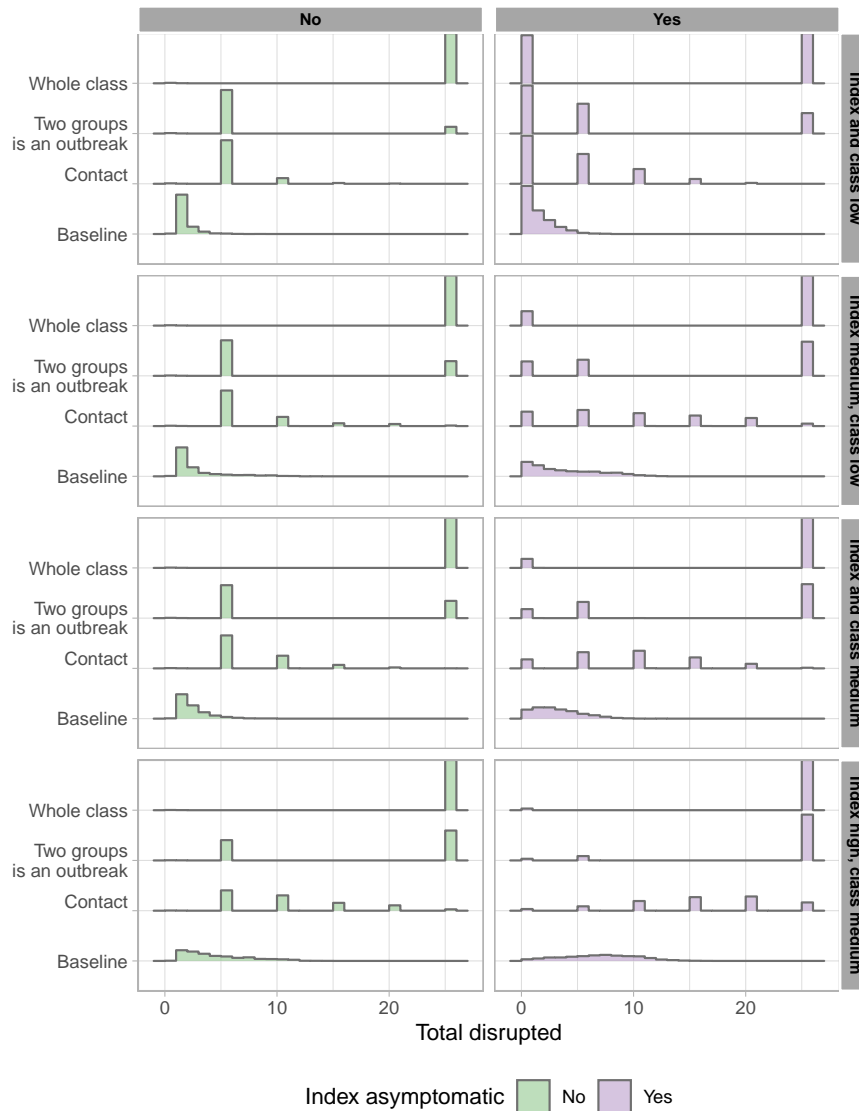 No Yes
Whole class
Two groups
is an outbreak
Contact
Baseline
Index and class low
Whole class
Two groups
is an outbreak
Contact
Baseline
Index medium, class low
Whole class
Two groups
is an outbreak
Contact
Baseline
Index and class medium
Whole class
Two groups
is an outbreak
Contact
Baseline
Index high, class medium
0 10 20 0 10 20
Total disrupted
Index asymptomatic No Yes